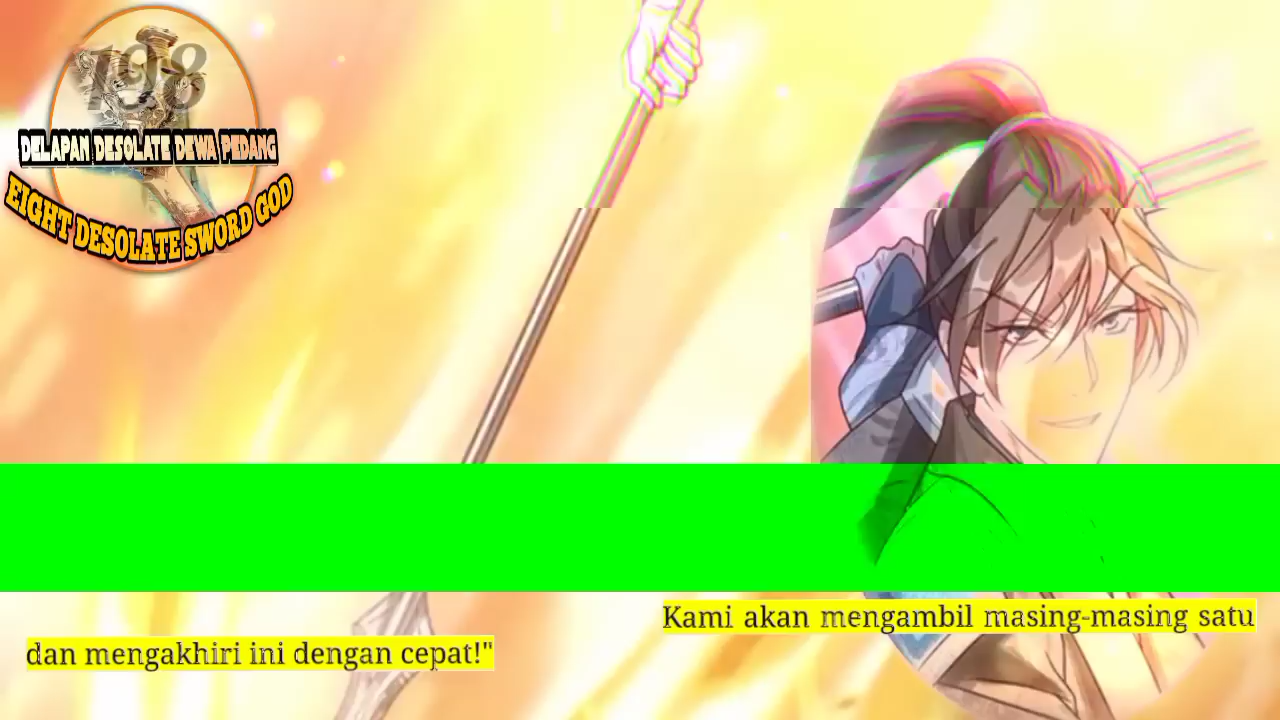 798
DELAPAN DESOLATE DEWA PEDANG
EIGHT DESOLATE SWORD GOD
Kami akan mengambil masing-masing satu
dan mengakhiri ini dengan cepat!"